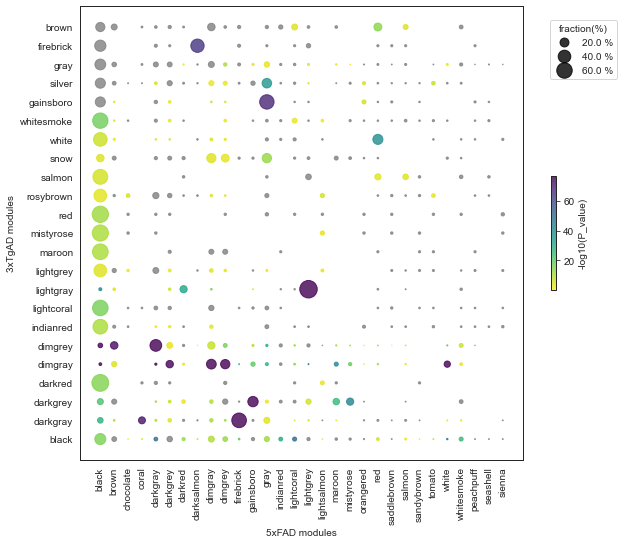 brown
firebrick
gray
silver
gainsboro
whitesmoke
white
snow
salmon
rosybrown
red
mistyrose
maroon
lightgrey
lightgray
lightcoral
indianred
dimgrey
dimgray
darkred
darkgrey
darkgray
black
3xTgAD modules
black
brown
chocolate
coral
darkgray
darkgrey
darkred
darksalmon
dimgray
dimgrey
firebrick
gainsboro
gray
indianred
lightcoral
lightgrey
lightsalmon
maroon
mistyrose
orangered
red
saddlebrown
salmon
sandybrown
tomato
white
whitesmoke
peachpuff
seashell
sienna
5xFAD modules
fraction(%)
20.0 %
40.0 %
60.0 %
60
40
20
-log10(P_value)